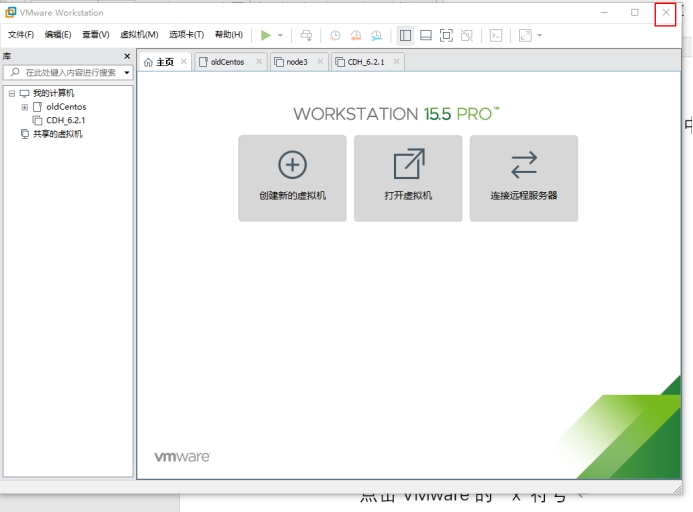 VMware Workstation
文件(F) 编辑(E) 查看(V) 虚拟机(M) 选项卡(T) 帮助(H)
库
在此处键入内容进行搜索
我的计算机
oldCentos
CDH_6.2.1
共享的虚拟机
主页 oldCentos node3 CDH_6.2.1
WORKSTATION 15.5 PRO™
创建新的虚拟机 打开虚拟机 连接远程服务器
vmware
点击 VMware 的 "x" 符号